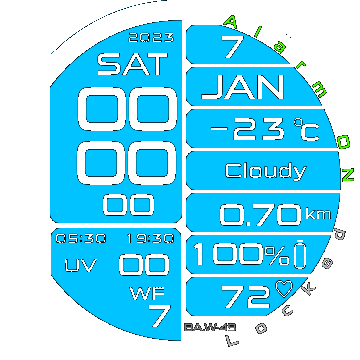 2023
SAT
00
00
00
05:30 19:30
UV 00
WF
7
7
JAN
-23 °C
Cloudy
0.70 km
100%
72
BAW-13
Alarm ON
Locked